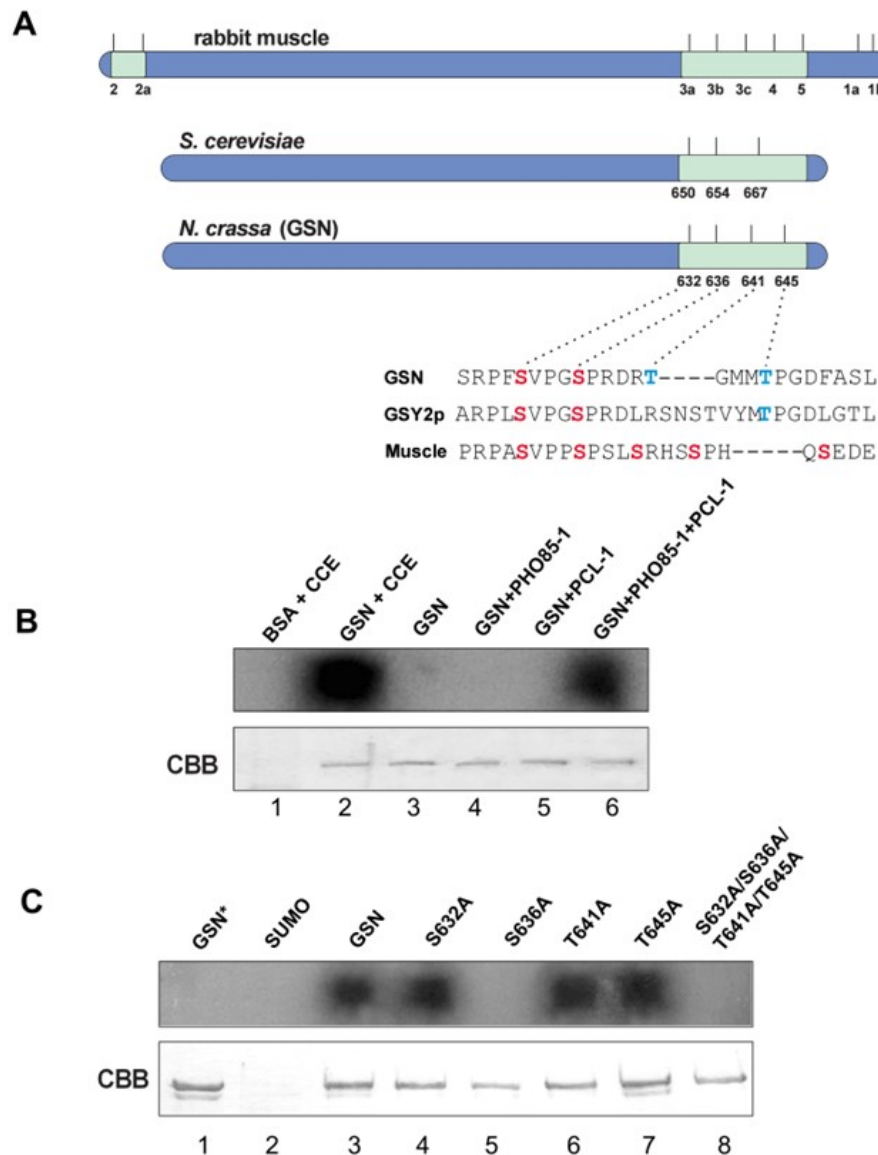 A
rabbit muscle
2 2a 3a 3b 3c 4 5 1a
S. cerevisiae
650 654 667
N. crassa (GSN)
632 636 641 645
GSN SRPFSVPGSPRDRT----GMMTPGDFASL
GSY2p ARPLSVPGSPRDLRSNSTVYMTPGDLGTL
Muscle PRPASVPPSPSLSRHSSPH-----QSEDE
B
BSA + CCE
GSN + CCE
GSN
GSN+PHO85-1
GSN+PCL-1
GSN+PHO85-1+PCL-1
CBB
1 2 3 4 5 6
C
GSN*
SUMO
GSN
S632A
S636A
T641A
T645A
S632A/S636A/
T641A/T645A
CBB
1 2 3 4 5 6 7 8